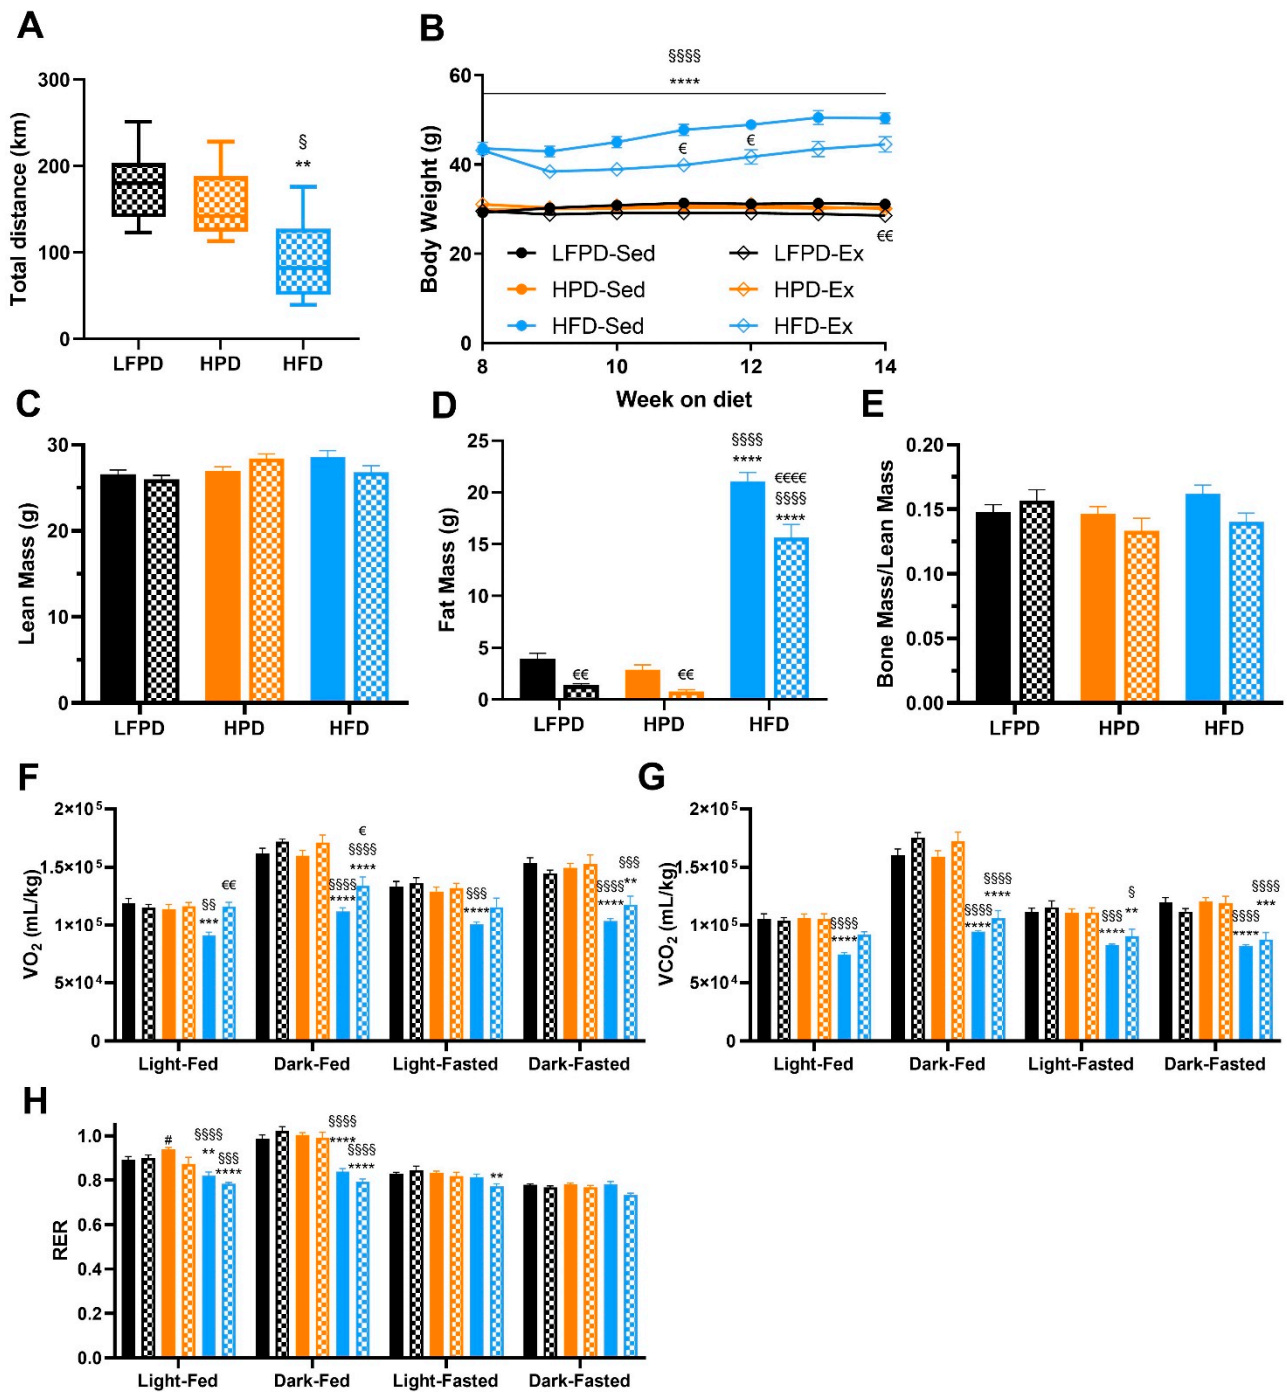 A
300
200
100
0
Total distance (km)
§
**
LFPD
HPD
HFD
B
§§§§
****
60
40
20
0
Body Weight (g)
€
€
€€
LFPD-Sed
LFPD-Ex
HPD-Sed
HPD-Ex
HFD-Sed
HFD-Ex
8
10
12
14
Week on diet
C
30
20
10
0
Lean Mass (g)
LFPD
HPD
HFD
D
25
20
15
10
5
0
Fat Mass (g)
€€
€€
§§§§
****
€€€€
§§§§
****
LFPD
HPD
HFD
E
0.20
0.15
0.10
0.05
0.00
Bone Mass/Lean Mass
LFPD
HPD
HFD
F
2×10⁵
1.5×10⁵
1×10⁵
5×10⁴
0
VO₂ (mL/kg)
§§
***
€€
§§§§
****
€
§§§§
****
§§§
****
§§§§
****
§§§
**
Light-Fed
Dark-Fed
Light-Fasted
Dark-Fasted
G
2×10⁵
1.5×10⁵
1×10⁵
5×10⁴
0
VCO₂ (mL/kg)
§§§§
****
§§§§
****
§§§§
****
§§§
****
§
**
§§§§
****
§§§§
***
Light-Fed
Dark-Fed
Light-Fasted
Dark-Fasted
H
1.0
0.8
0.6
0.4
0.2
0.0
RER
#
§§§§
**
§§§
****
§§§§
****
§§§§
****
**
Light-Fed
Dark-Fed
Light-Fasted
Dark-Fasted